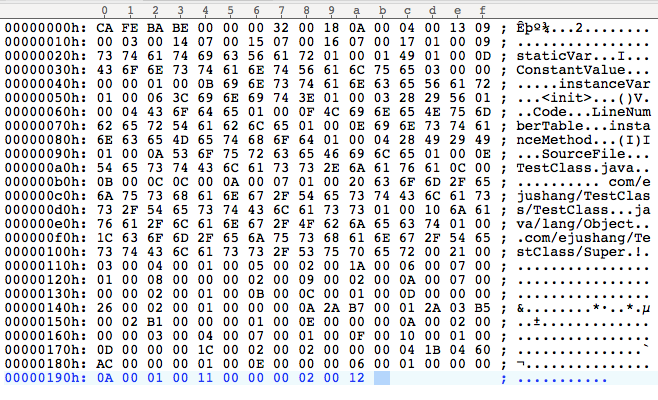 0 1 2 3 4 5 6 7 8 9 a b c d e f
00000000h: CA FE BA BE 00 00 00 32 00 18 0A 00 04 00 13 09 ; Êþº¾...2........
00000010h: 00 03 00 14 07 00 15 07 00 16 07 00 17 01 00 09 ; ................
00000020h: 73 74 61 74 69 63 56 61 72 01 00 01 49 01 00 0D ; staticVar...I...
00000030h: 43 6F 6E 73 74 61 6E 74 56 61 6C 75 65 03 00 00 ; ConstantValue...
00000040h: 00 00 01 00 0B 69 6E 73 74 61 6E 63 65 56 61 72 ; .....instanceVar
00000050h: 01 00 06 3C 69 6E 69 74 3E 01 00 03 28 29 56 01 ; ...<init>...()V.
00000060h: 00 04 43 6F 64 65 01 00 0F 4C 69 6E 65 4E 75 6D ; ..Code...LineNum
00000070h: 62 65 72 54 61 62 6C 65 01 00 0E 69 6E 73 74 61 ; berTable...insta
00000080h: 6E 63 65 4D 65 74 68 6F 64 01 00 04 28 49 29 49 ; nceMethod...(I)I
00000090h: 01 00 0A 53 6F 75 72 63 65 46 69 6C 65 01 00 0E ; ...SourceFile...
000000a0h: 54 65 73 74 43 6C 61 73 73 2E 6A 61 76 61 0C 00 ; TestClass.java..
000000b0h: 0B 00 0C 0C 00 0A 00 07 01 00 20 63 6F 6D 2F 65 ; .......... com/e
000000c0h: 6A 75 73 68 61 6E 67 2F 54 65 73 74 43 6C 61 73 ; jushang/TestClas
000000d0h: 73 2F 54 65 73 74 43 6C 61 73 73 01 00 10 6A 61 ; s/TestClass...ja
000000e0h: 76 61 2F 6C 61 6E 67 2F 4F 62 6A 65 63 74 01 00 ; va/lang/Object..
000000f0h: 1C 63 6F 6D 2F 65 6A 75 73 68 61 6E 67 2F 54 65 ; .com/ejushang/Te
00000100h: 73 74 43 6C 61 73 73 2F 53 75 70 65 72 00 21 00 ; stClass/Super.!.
00000110h: 03 00 04 00 01 00 05 00 02 00 1A 00 06 00 07 00 ; ................
00000120h: 01 00 08 00 00 00 02 00 09 00 02 00 0A 00 07 00 ; ................
00000130h: 00 00 02 00 01 00 0B 00 0C 00 01 00 0D 00 00 00 ; ................
00000140h: 26 00 02 00 01 00 00 00 0A 2A B7 00 01 2A 03 B5 ; &........*·..*.µ
00000150h: 00 02 B1 00 00 00 01 00 0E 00 00 00 0A 00 02 00 ; ..±.............
00000160h: 00 00 03 00 04 00 07 00 01 00 0F 00 10 00 01 00 ; ................
00000170h: 0D 00 00 00 1C 00 02 00 02 00 00 00 04 1B 04 60 ; ...............`
00000180h: AC 00 00 00 01 00 0E 00 00 00 06 00 01 00 00 00 ; ¬...............
00000190h: 0A 00 01 00 11 00 00 00 02 00 12 ; ...........